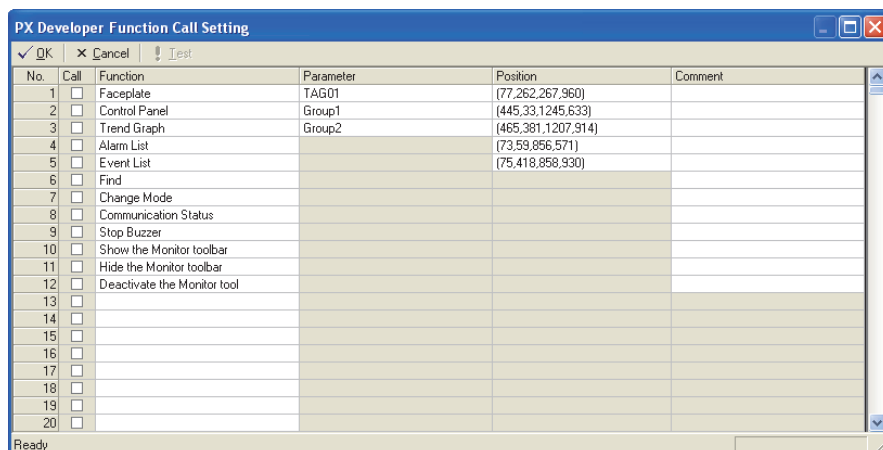 PX Developer Function Call Setting
OK Cancel Test
No. Call Function Parameter Position Comment
1 Faceplate TAG01 (77,262,267,960)
2 Control Panel Group1 (445,33,1245,633)
3 Trend Graph Group2 (465,381,1207,914)
4 Alarm List (73,59,856,571)
5 Event List (75,418,858,930)
6 Find
7 Change Mode
8 Communication Status
9 Stop Buzzer
10 Show the Monitor toolbar
11 Hide the Monitor toolbar
12 Deactivate the Monitor tool
13
14
15
16
17
18
19
20
Ready